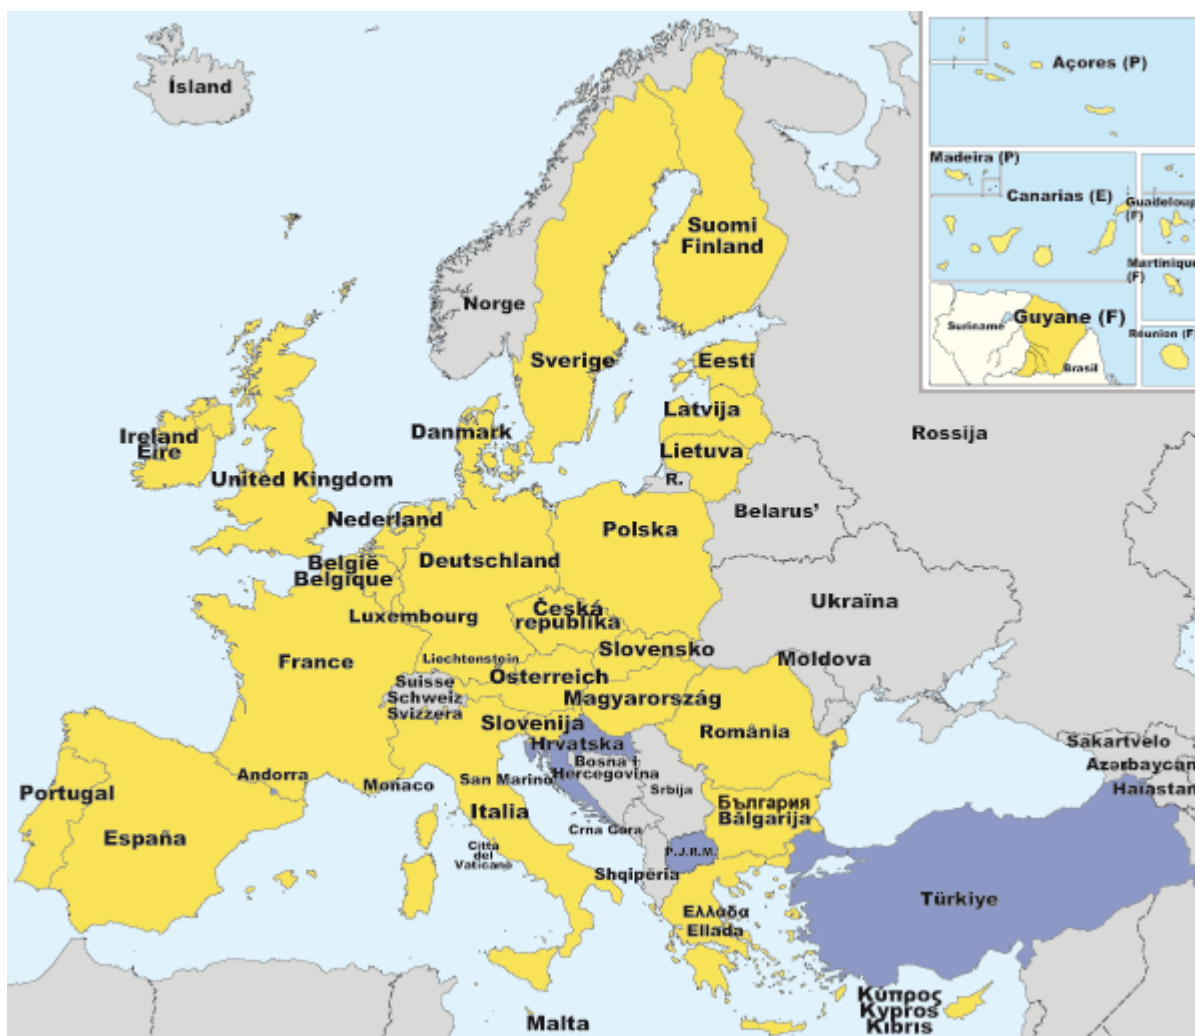 Ísland
Norge
Suomi
Finland
Sverige
Eesti
Latvija
Lietuva
R.
Danmark
Ireland
Eire
United Kingdom
Nederland
België
Belgique
Deutschland
Polska
Belarus’
Rossija
Luxembourg
Česká
republika
Ukraïna
Slovensko
Moldova
France
Liechtenstein
Österreich
Suisse
Schweiz
Svizzera
Magyarország
Slovenija
România
Hrvatska
Bosna i
Hercegovina
Srbija
Sakartvelo
Azərbaycan
Haïastan
Andorra
Monaco
San Marino
Portugal
España
Italia
Città
del
Vaticano
Crna Gora
България
Bălgarija
P.J.R.M.
Shqipëria
Türkiye
Ελλάδα
Ellada
Malta
Κύπρος
Kypros
Kıbrıs
Açores (P)
Madeira (P)
Canarias (E)
Guadeloup
(F)
Martinique
(F)
Guyane (F)
Suriname
Brasil
Réunion (F)